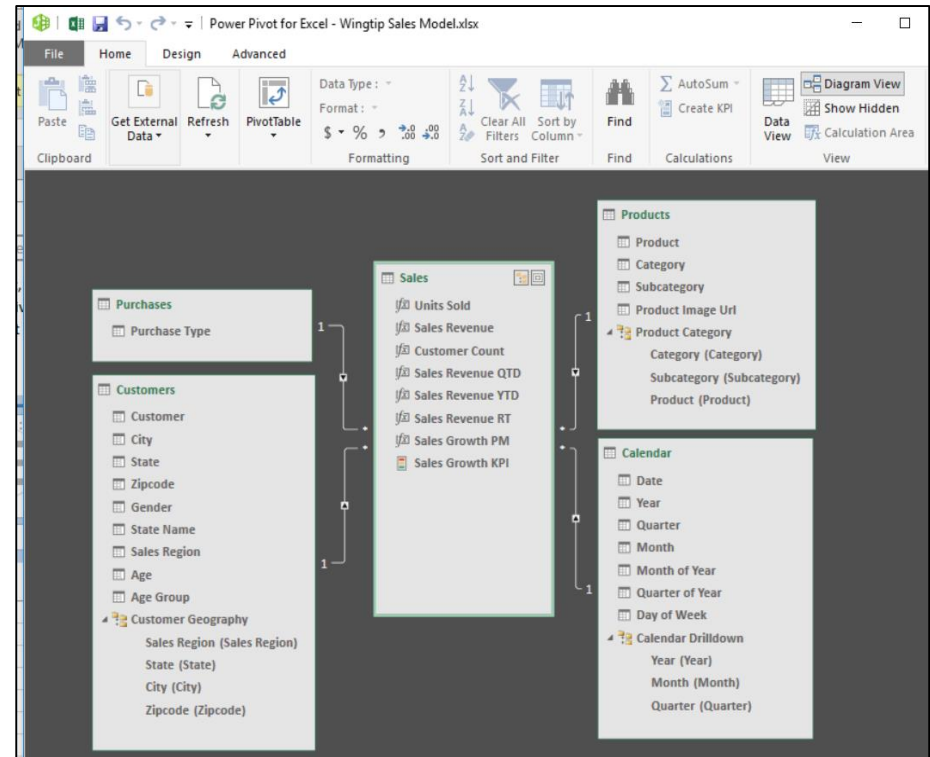 Power Pivot for Excel - Wingtip Sales Model.xlsx
File Home Design Advanced
Paste
Get External Data
Refresh
PivotTable
Data Type :
Format :
$ % ,
Clear All Filters
Sort by Column
Find
AutoSum
Create KPI
Data View
Diagram View
Show Hidden
Calculation Area
Clipboard
Formatting
Sort and Filter
Find
Calculations
View
Purchases
Purchase Type
1
Customers
Customer
City
State
Zipcode
Gender
State Name
Sales Region
Age
Age Group
Customer Geography
Sales Region (Sales Region)
State (State)
City (City)
Zipcode (Zipcode)
1
Sales
Units Sold
Sales Revenue
Customer Count
Sales Revenue QTD
Sales Revenue YTD
Sales Revenue RT
Sales Growth PM
Sales Growth KPI
Products
Product
Category
Subcategory
Product Image Url
Product Category
Category (Category)
Subcategory (Subcategory)
Product (Product)
1
Calendar
Date
Year
Quarter
Month
Month of Year
Quarter of Year
Day of Week
Calendar Drilldown
Year (Year)
Month (Month)
Quarter (Quarter)
1